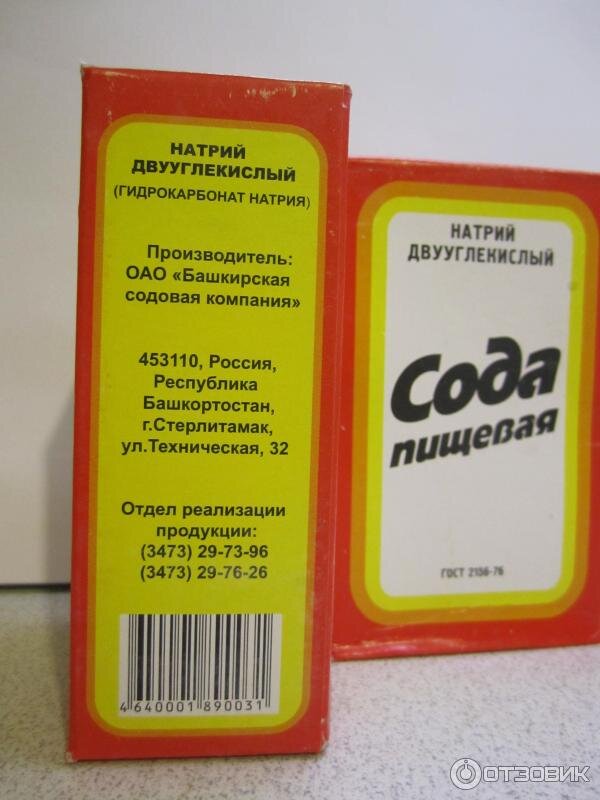 НАТРИЙ
ДВУУГЛЕКИСЛЫЙ
(ГИДРОКАРБОНАТ НАТРИЯ)
Производитель:
ОАО «Башкирская
содовая компания»
453110, Россия,
Республика
Башкортостан,
г.Стерлитамак,
ул.Техническая, 32
Отдел реализации
продукции:
(3473) 29-73-96
(3473) 29-76-26
4 640001 890031
НАТРИЙ
ДВУУГЛЕКИСЛЫЙ
Сода
пищевая
ГОСТ 2156-76
ОТЗОВИК